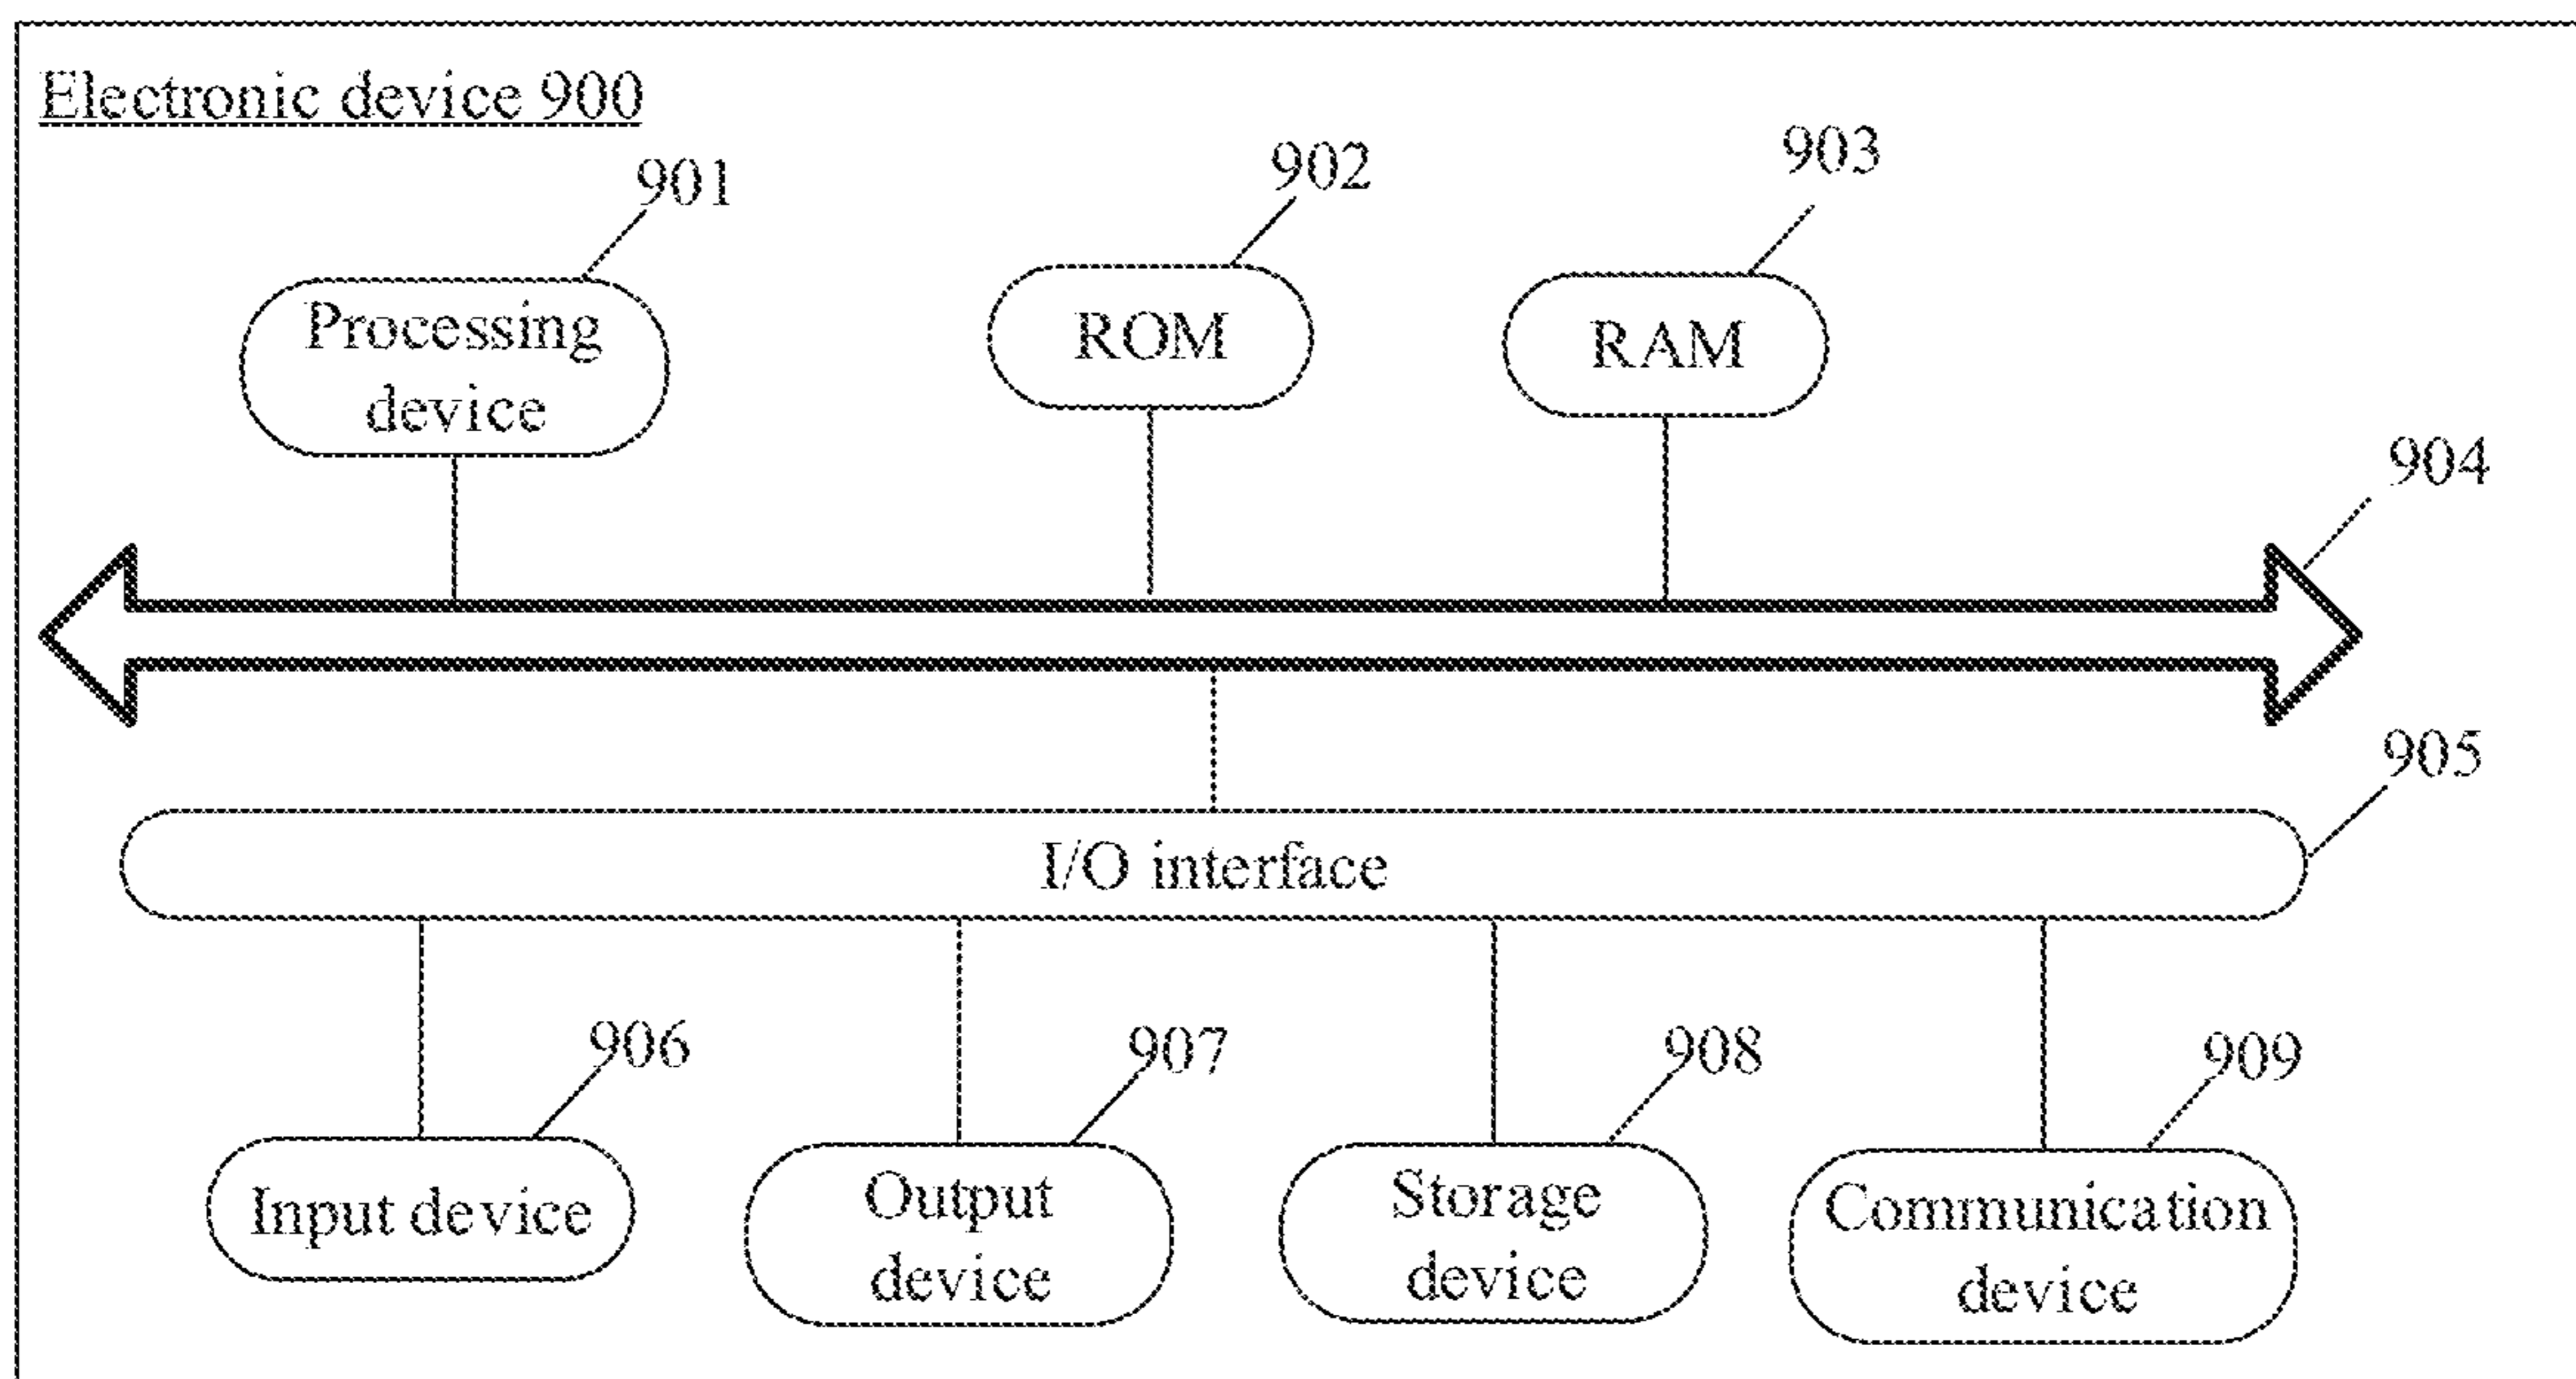 Electronic device 900
901
902
903
Processing
device
ROM
RAM
904
905
I/O interface
906
907
908
909
Input device
Output
device
Storage
device
Communication
device